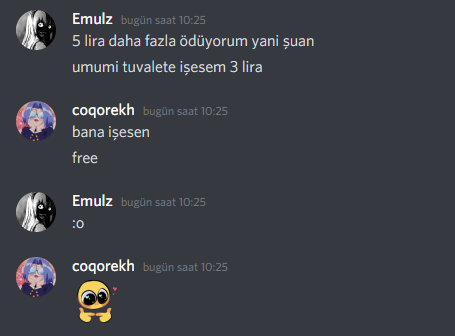 Emulz bugün saat 10:25
5 lira daha fazla ödüyorum yani şuan
umumi tuvalete işesem 3 lira
coqorekh bugün saat 10:25
bana işesen
free
Emulz bugün saat 10:25
:o
coqorekh bugün saat 10:25